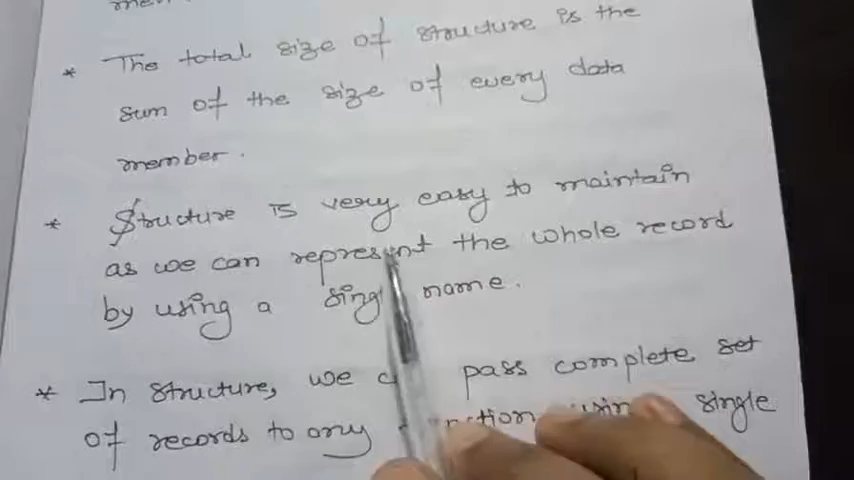 * The total size of structure is the
sum of the size of every data
member.
* Structure is very easy to maintain
as we can represent the whole record
by using a name.
* In structure, we pass complete set
of records to any single